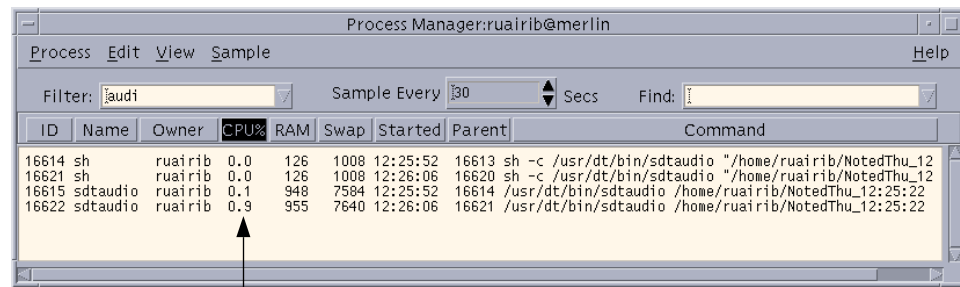 Process Manager:ruairib@merlin
Process Edit View Sample Help
Filter: audi Sample Every 30 Secs Find:
ID Name Owner CPU% RAM Swap Started Parent Command
16614 sh ruairib 0.0 126 1008 12:25:52 16613 sh -c /usr/dt/bin/sdtaudio "/home/ruairib/NotedThu_12
16621 sh ruairib 0.0 126 1008 12:26:06 16620 sh -c /usr/dt/bin/sdtaudio "/home/ruairib/NotedThu_12
16615 sdtaudio ruairib 0.1 948 7584 12:25:52 16614 /usr/dt/bin/sdtaudio /home/ruairib/NotedThu_12:25:22
16622 sdtaudio ruairib 0.9 955 7640 12:26:06 16621 /usr/dt/bin/sdtaudio /home/ruairib/NotedThu_12:25:22